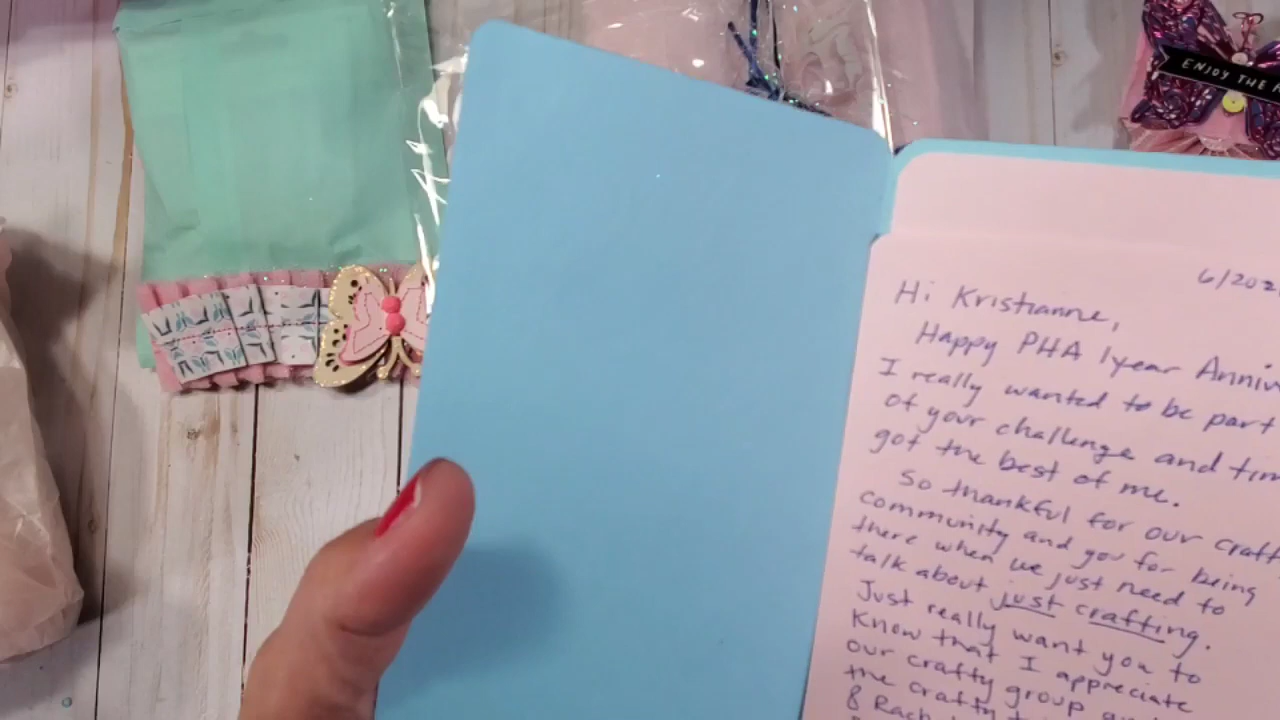 ENJOY THE
6/202
Hi Kristianne,
Happy PHA 1year Anniv
I really wanted to be part
of your challenge and tim
got the best of me.
So thankful for our craft
community and you for being
there when we just need to
talk about just crafting.
Just really want you to
Know that I appreciate
our crafty group
the crafty
& Rach